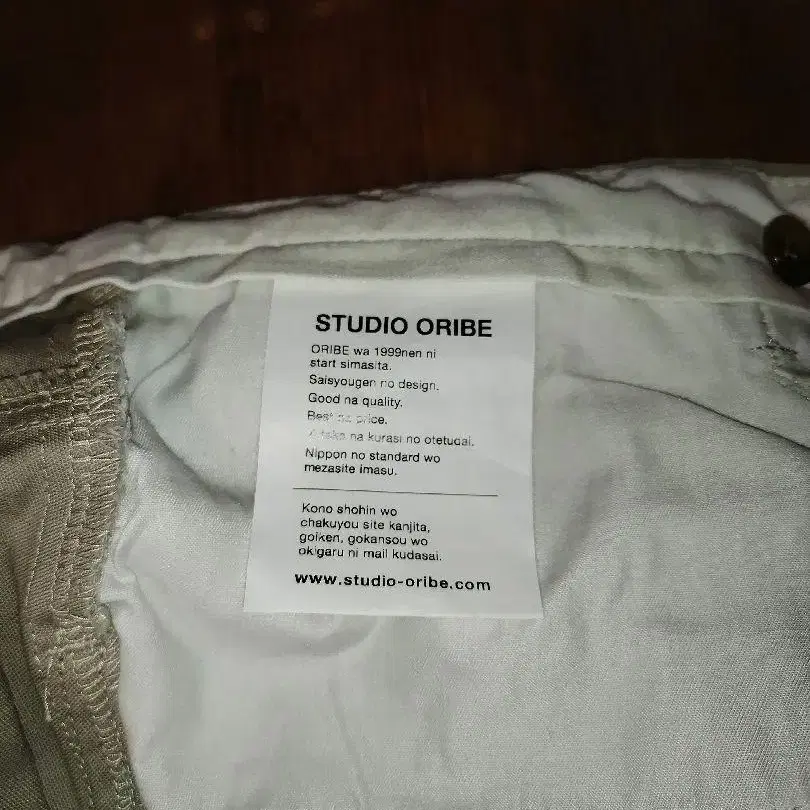 STUDIO ORIBE
ORIBE wa 1999nen ni
start simasita.
Saisyougen no design.
Good na quality.
Best na price.
na kurasi no otetudai.
Nippon no standard wo
mezasite imasu.
Kono shohin wo
chakuyou site kanjita,
goiken, gokansou wo
okigaru ni mail kudasai.
www.studio-oribe.com